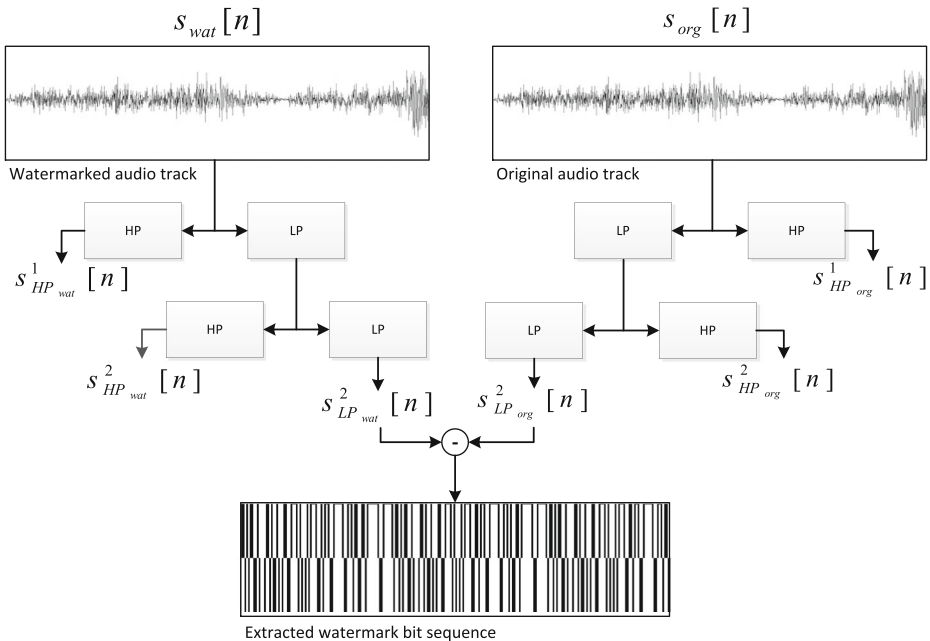 s_wat [n]
s_org [n]
Watermarked audio track
Original audio track
HP
LP
LP
HP
s^1_HP_wat [n]
s^1_HP_org [n]
HP
LP
LP
HP
s^2_HP_wat [n]
s^2_LP_wat [n]
s^2_LP_org [n]
s^2_HP_org [n]
-
Extracted watermark bit sequence